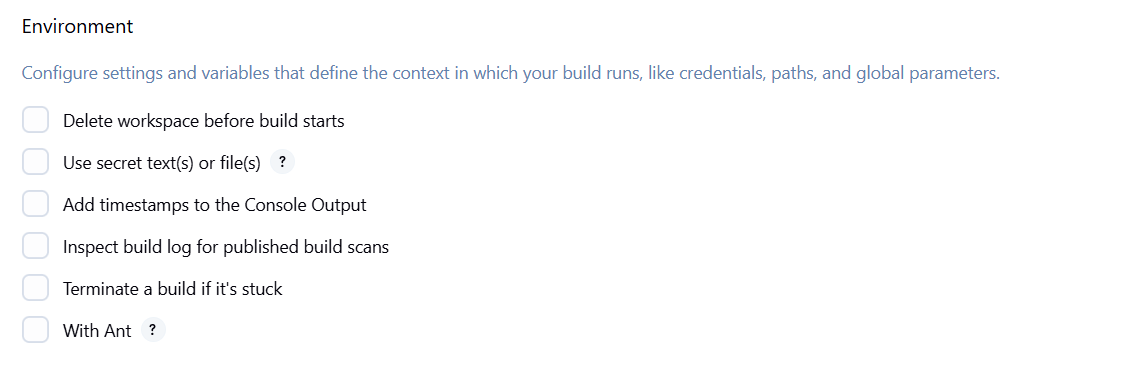 Environment
Configure settings and variables that define the context in which your build runs, like credentials, paths, and global parameters.
Delete workspace before build starts
Use secret text(s) or file(s) ?
Add timestamps to the Console Output
Inspect build log for published build scans
Terminate a build if it's stuck
With Ant ?